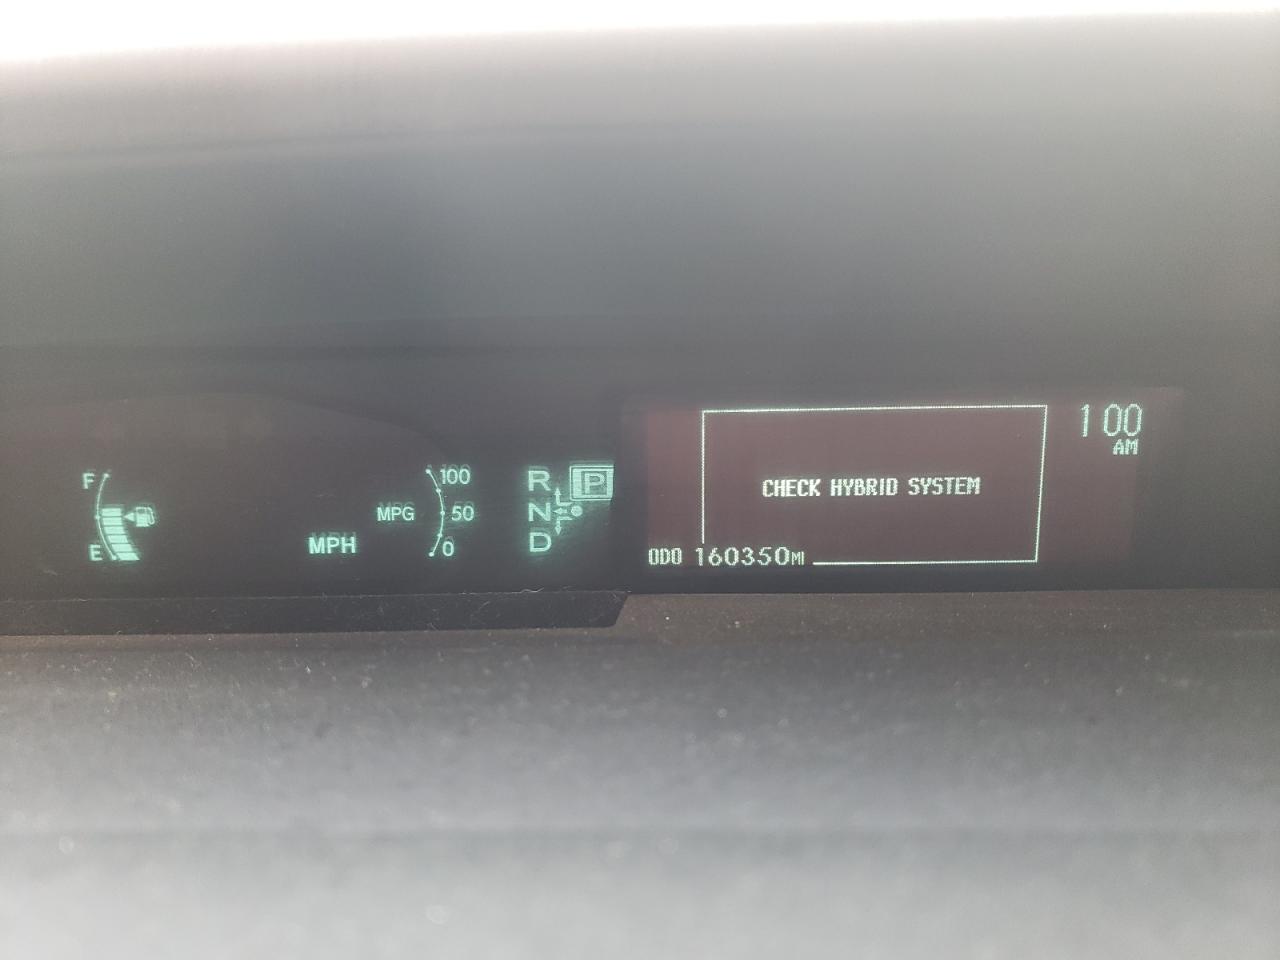 F
E
MPH
MPG
100
50
0
R P
N
D
CHECK HYBRID SYSTEM
ODO 160350MI
1 00
AM